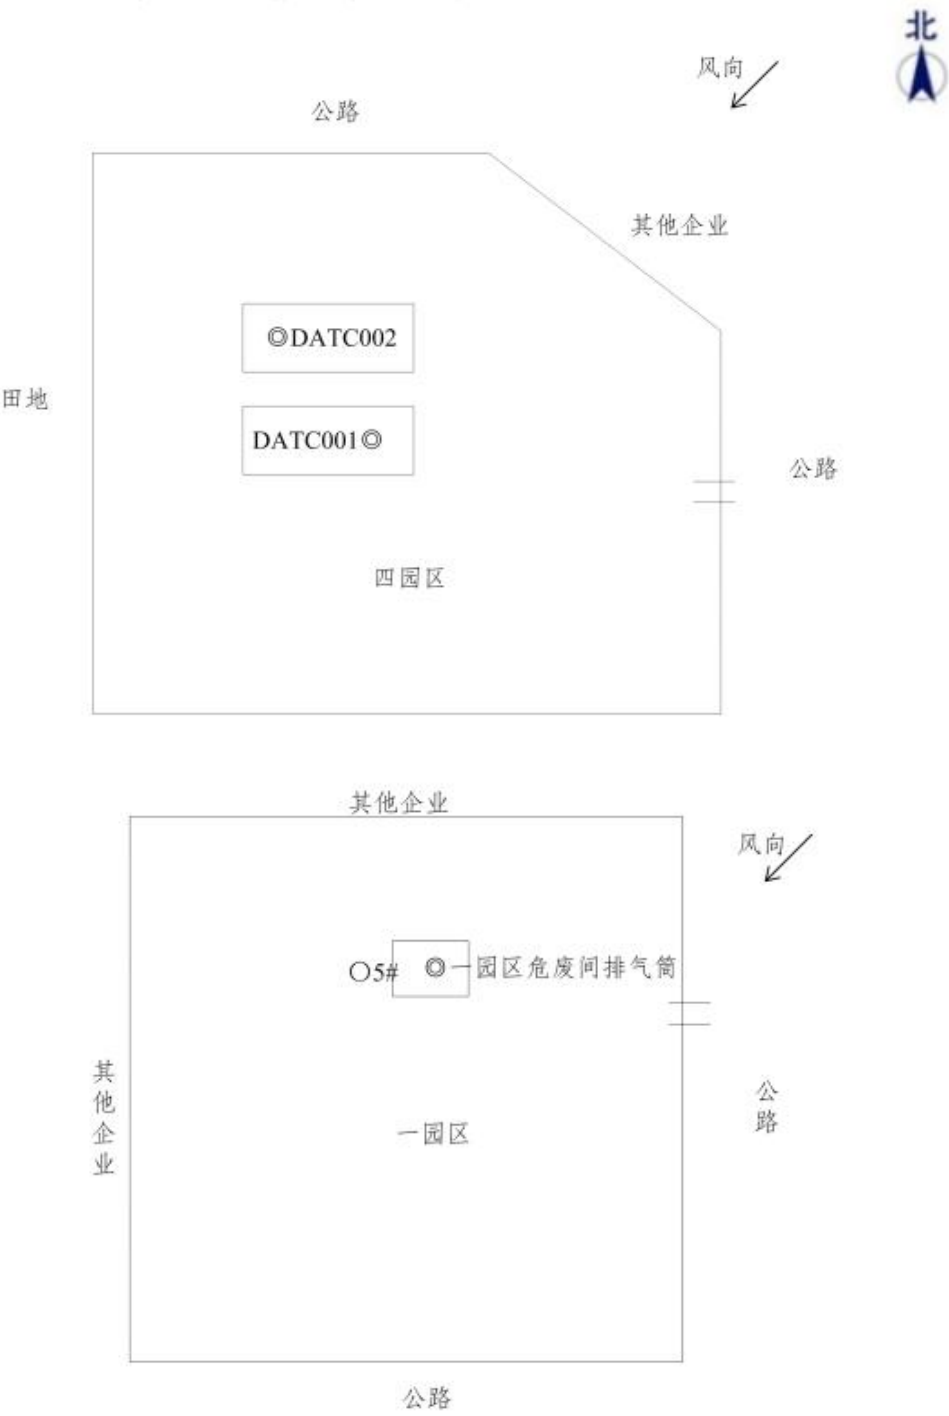 北
风向
公路
其他企业
◎DATC002
田地
DATC001◎
公路
四园区
其他企业
风向
○5#
◎一园区危废间排气筒
其他企业
公路
一园区
公路